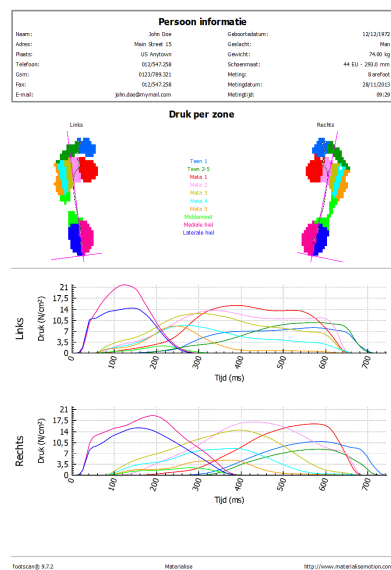 Persoon informatie
Naam: John Doe Geboortedatum: 12/12/1972
Adres: Main Street 15 Geslacht: Man
Plaats: US Anytown Gewicht: 74.00 kg
Telefoon: 012/547.258 Schoenmaat: 44 EU - 293.0 mm
Gsm: 0123/789.321 Meting: Barefoot
Fax: 012/547.258 Metingdatum: 28/11/2013
E-mail: john.doe@mymail.com Metingtijd: 09:29
Druk per zone
Links Rechts
Teen 1
Teen 2-5
Meta 1
Meta 2
Meta 3
Meta 4
Meta 5
Middenvoet
Mediale hiel
Laterale hiel
Links
Druk (N/cm²)
21
17,5
14
10,5
7
3,5
0
0 100 200 300 400 500 600 700
Tijd (ms)
Rechts
Druk (N/cm²)
21
17,5
14
10,5
7
3,5
0
0 100 200 300 400 500 600 700
Tijd (ms)
footscan® 9.7.2 Materialise http://www.materialisemotion.com